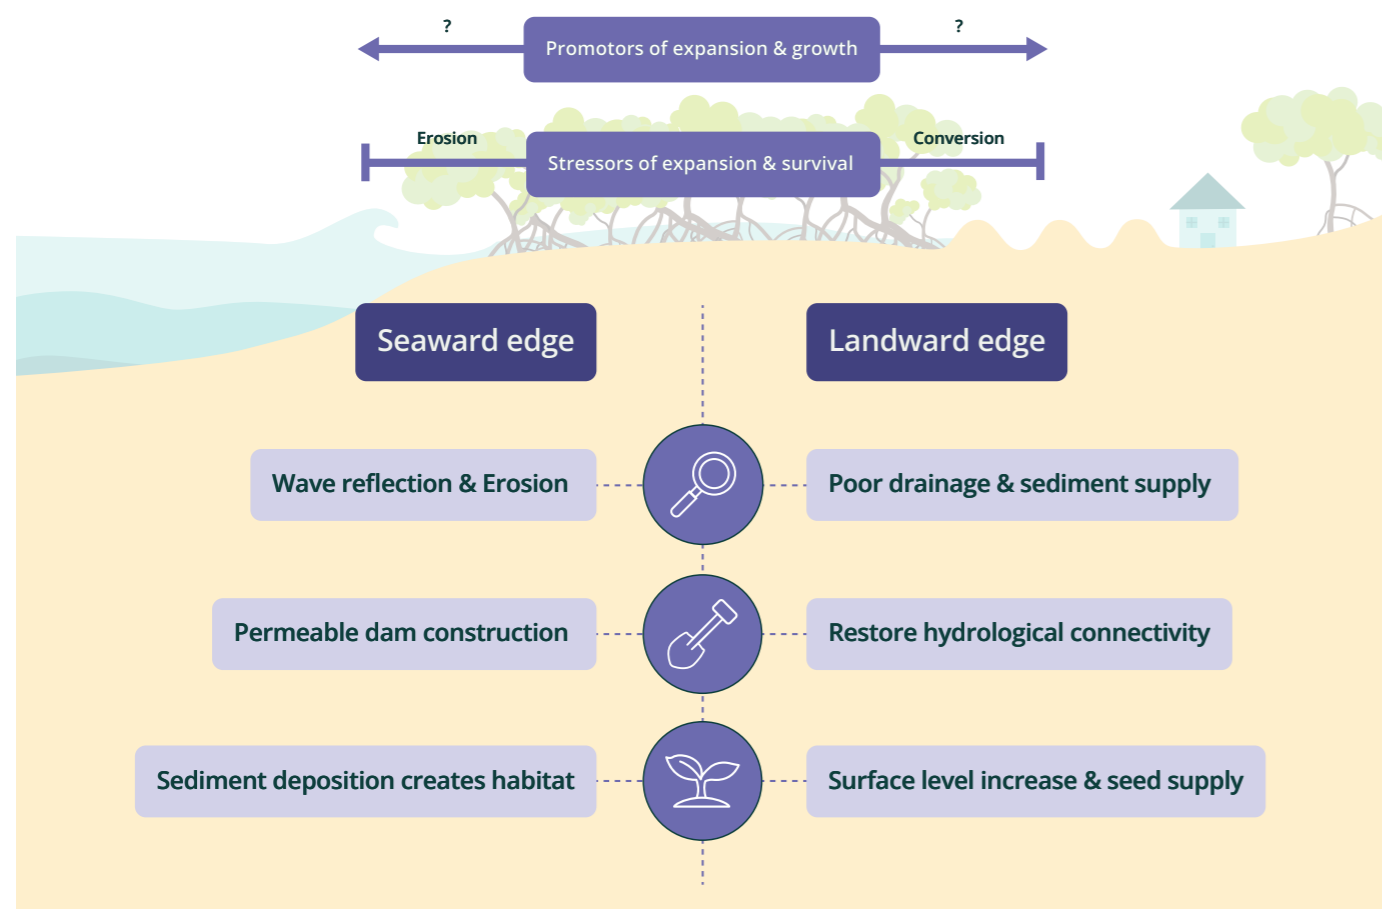 ?
Promotors of expansion & growth
?
Erosion
Stressors of expansion & survival
Conversion
Seaward edge
Landward edge
Wave reflection & Erosion
Poor drainage & sediment supply
Permeable dam construction
Restore hydrological connectivity
Sediment deposition creates habitat
Surface level increase & seed supply